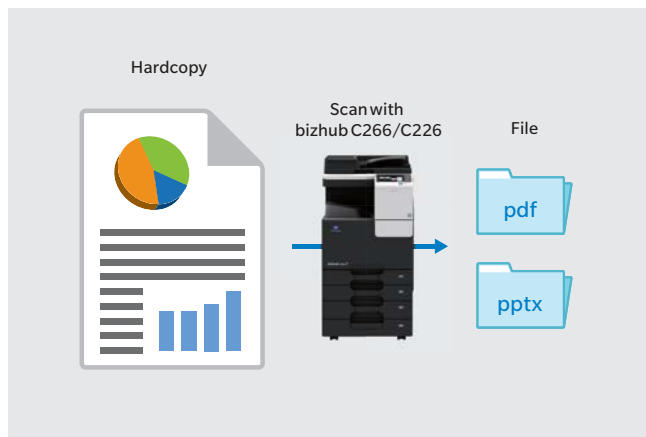 Hardcopy
Scan with
bizhub C266/C226
File
pdf
pptx